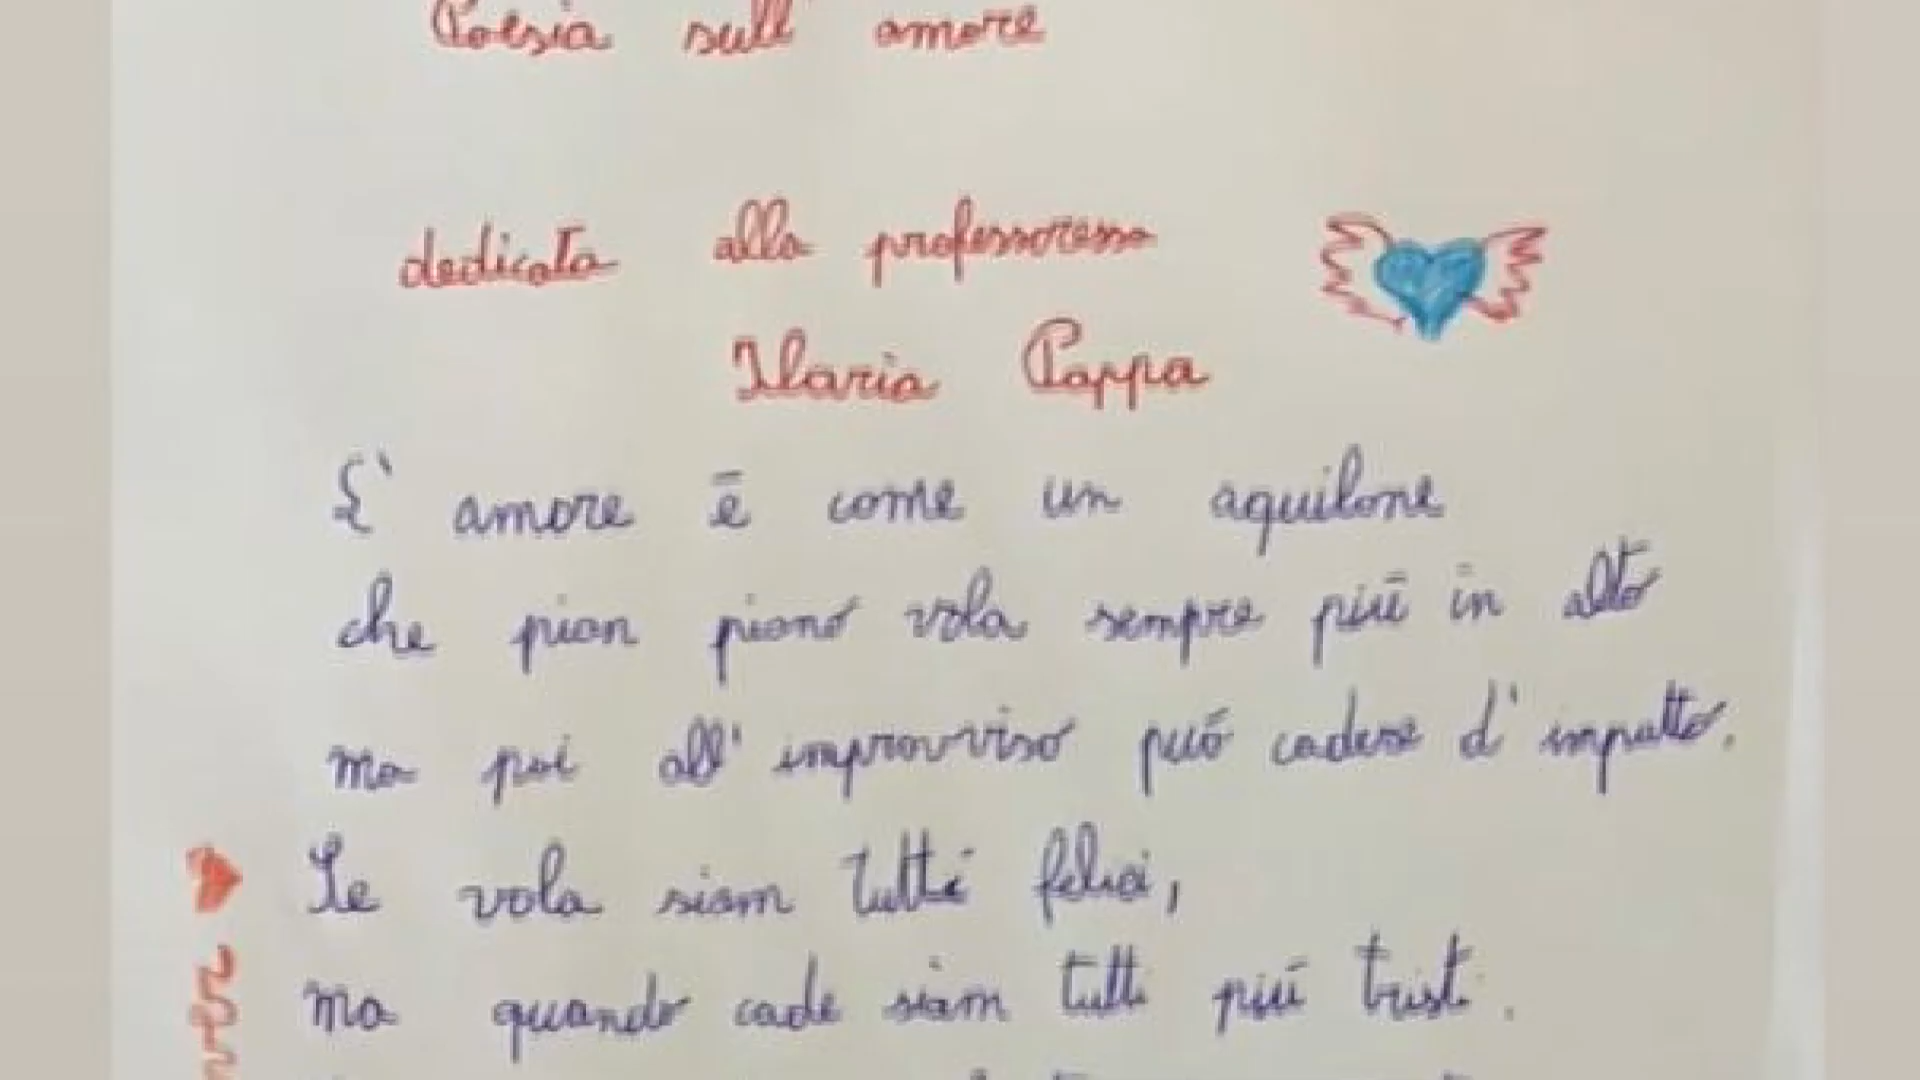 Poesia sull' amore
dedicata alla professoressa
Ilaria Pappa
L' amore è come un aquilone
che pian piano vola sempre più in alto
ma poi all' improvviso può cadere d' impatto.
Se vola siam tutti felici,
ma quando cade siam tutti più tristi.